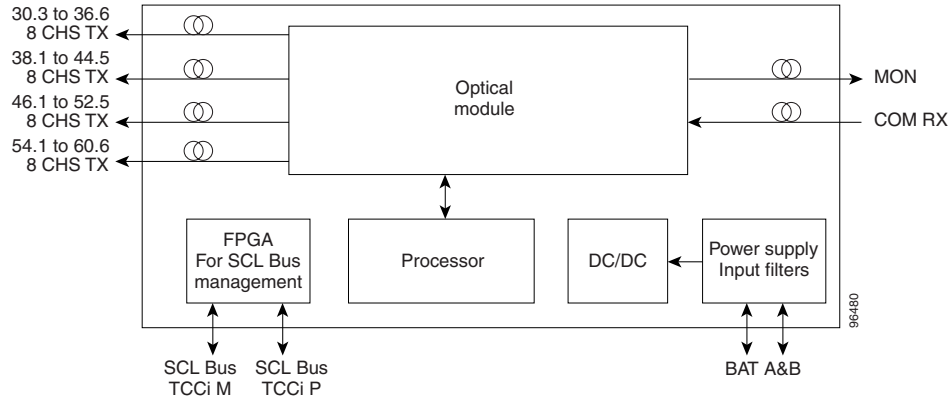 30.3 to 36.6
8 CHS TX
38.1 to 44.5
8 CHS TX
46.1 to 52.5
8 CHS TX
54.1 to 60.6
8 CHS TX
Optical
module
MON
COM RX
FPGA
For SCL Bus
management
Processor
DC/DC
Power supply
Input filters
96480
SCL Bus
TCCi M
SCL Bus
TCCi P
BAT A&B